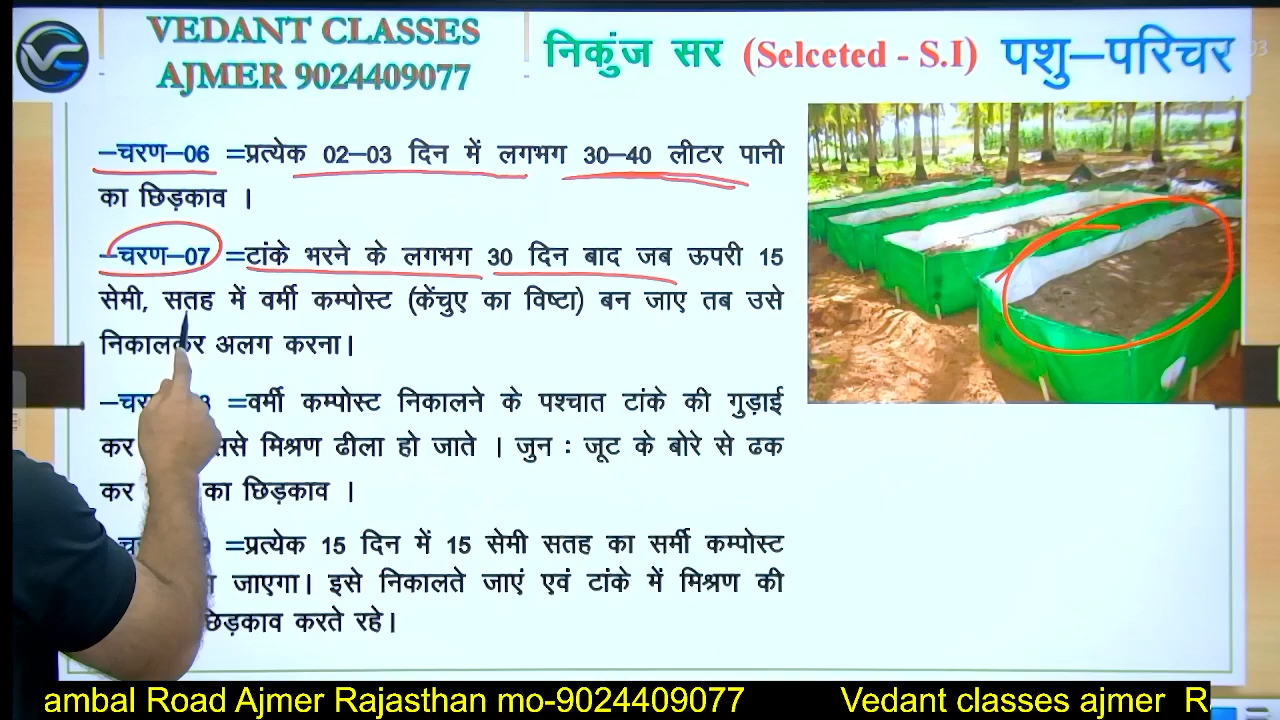 VEDANT CLASSES
AJMER 9024409077
निकुंज सर (Selceted - S.I) पशु–परिचर
–चरण–06 =प्रत्येक 02–03 दिन में लगभग 30–40 लीटर पानी
का छिड़काव ।
–चरण–07 =टांके भरने के लगभग 30 दिन बाद जब ऊपरी 15
सेमी, सतह में वर्मी कम्पोस्ट (केंचुए का विष्टा) बन जाए तब उसे
निकालकर अलग करना।
=वर्मी कम्पोस्ट निकालने के पश्चात टांके की गुड़ाई
कर मिश्रण ढीला हो जाते । जुन : जूट के बोरे से ढक
कर का छिड़काव ।
=प्रत्येक 15 दिन में 15 सेमी सतह का सर्मी कम्पोस्ट
जाएगा। इसे निकालते जाएं एवं टांके में मिश्रण की
छिड़काव करते रहे।
ambal Road Ajmer Rajasthan mo-9024409077 Vedant classes ajmer R